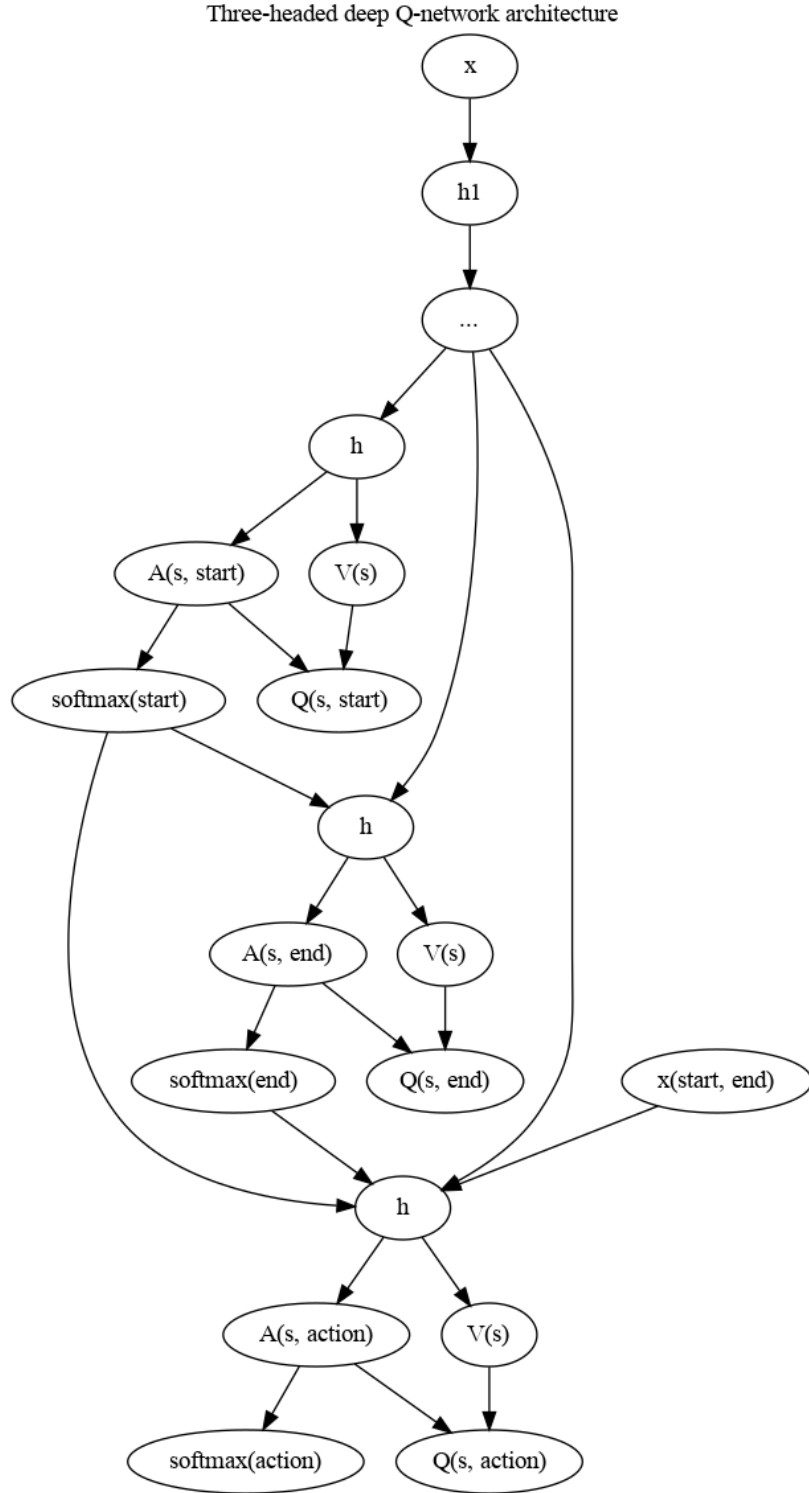 Three-headed deep Q-network architecture
x
h1
...
h
A(s, start)
V(s)
softmax(start)
Q(s, start)
h
A(s, end)
V(s)
softmax(end)
Q(s, end)
x(start, end)
h
A(s, action)
V(s)
softmax(action)
Q(s, action)